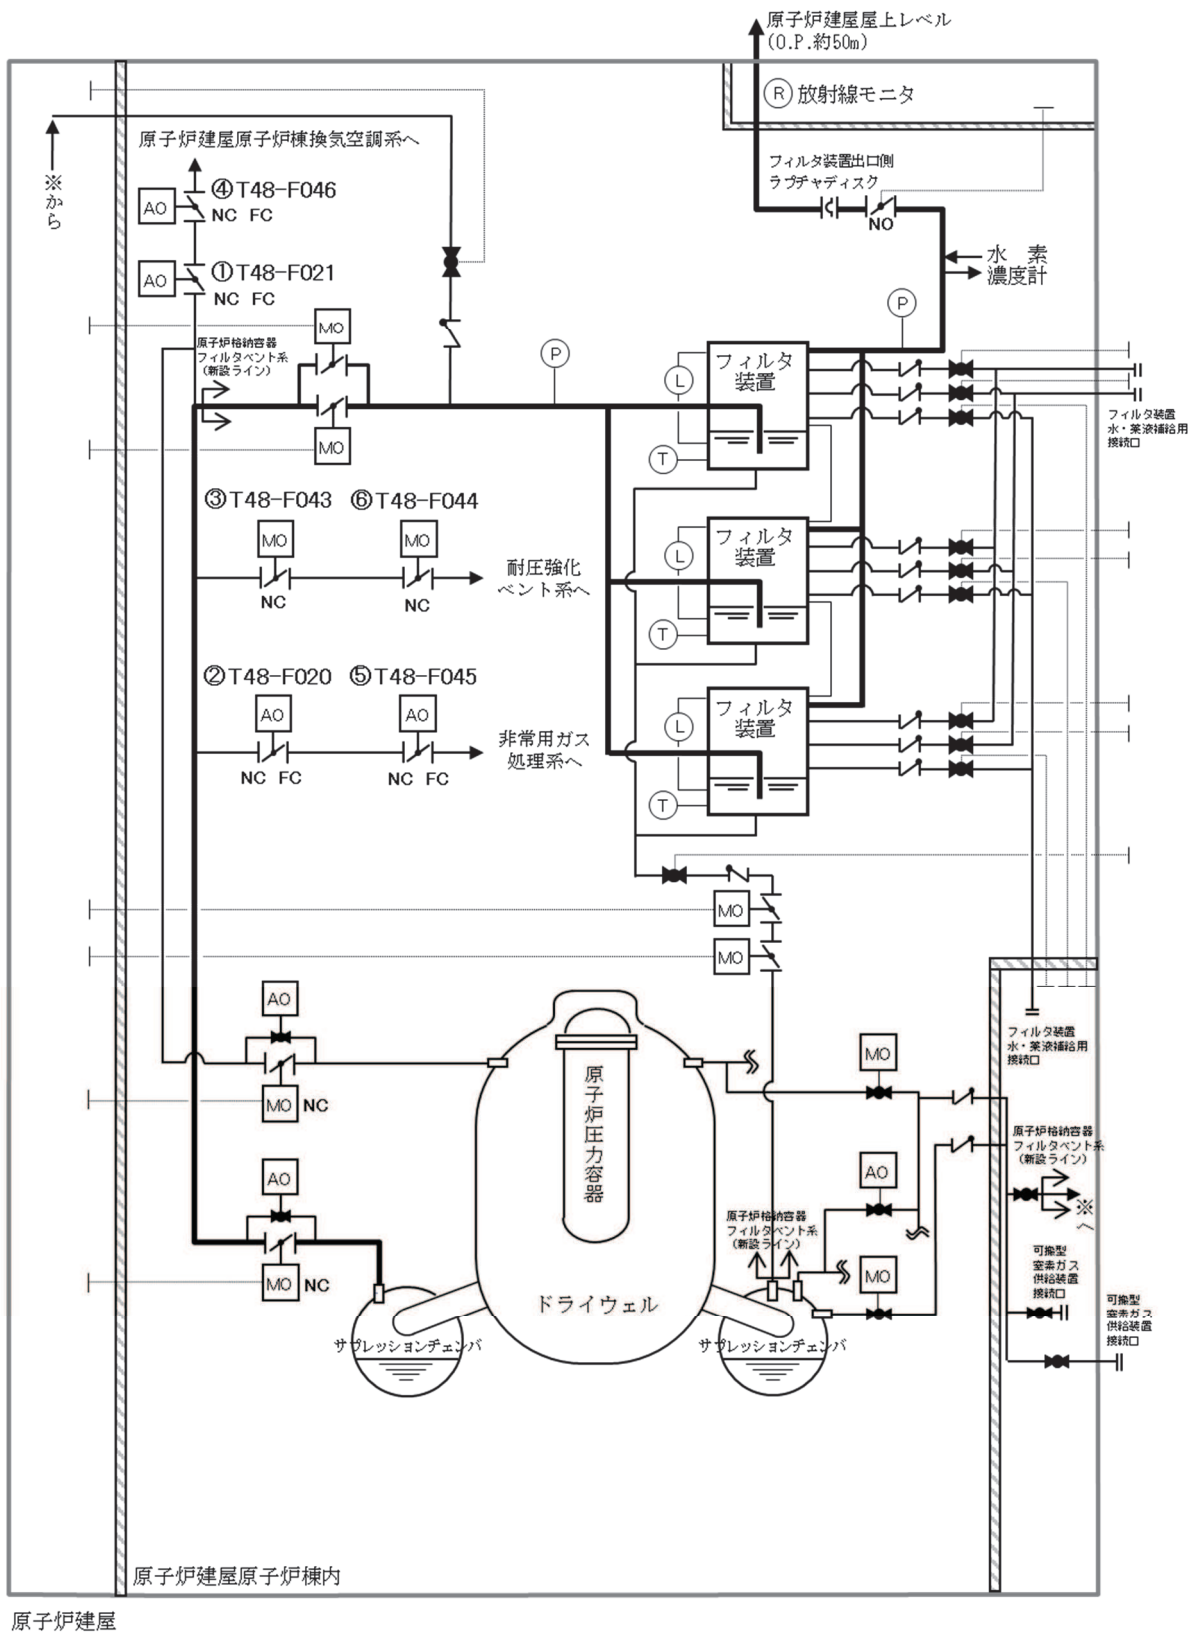 原子炉建屋屋上レベル
(O.P.約50m)
R 放射線モニタ
原子炉建屋原子炉棟換気空調系へ
※から
AO
④T48-F046
NC FC
AO
①T48-F021
NC FC
フィルタ装置出口側
ラプチャディスク
NO
水 素
濃度計
P
MO
原子炉格納容器
フィルタベント系
(新設ライン)
MO
P
フィルタ
装置
L
T
フィルタ装置
水・薬液補給用
接続口
③T48-F043
MO
NC
⑥T48-F044
MO
NC
耐圧強化
ベント系へ
フィルタ
装置
L
T
②T48-F020
AO
NC FC
⑤T48-F045
AO
NC FC
非常用ガス
処理系へ
フィルタ
装置
L
T
MO
MO
AO
MO NC
AO
MO NC
原子炉圧力容器
ドライウェル
サプレッションチェンバ
サプレッションチェンバ
原子炉格納容器
フィルタベント系
(新設ライン)
MO
AO
MO
フィルタ装置
水・薬液補給用
接続口
原子炉格納容器
フィルタベント系
(新設ライン)
※へ
可搬型
窒素ガス
供給装置
接続口
可搬型
窒素ガス
供給装置
接続口
原子炉建屋原子炉棟内
原子炉建屋